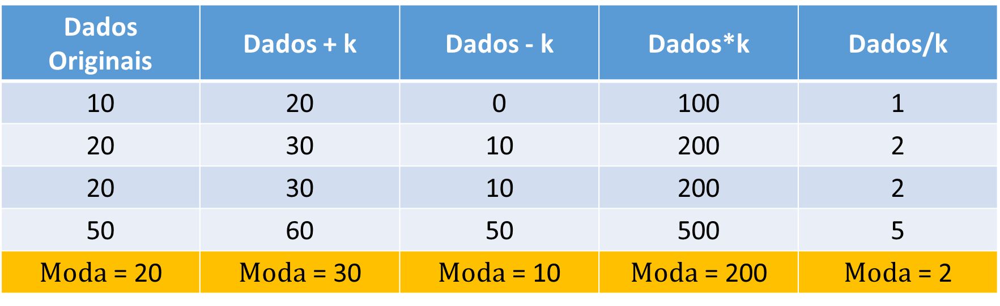 Dados
Originais
Dados + k
Dados - k
Dados*k
Dados/k
10 20 0 100 1
20 30 10 200 2
20 30 10 200 2
50 60 50 500 5
Moda = 20 Moda = 30 Moda = 10 Moda = 200 Moda = 2